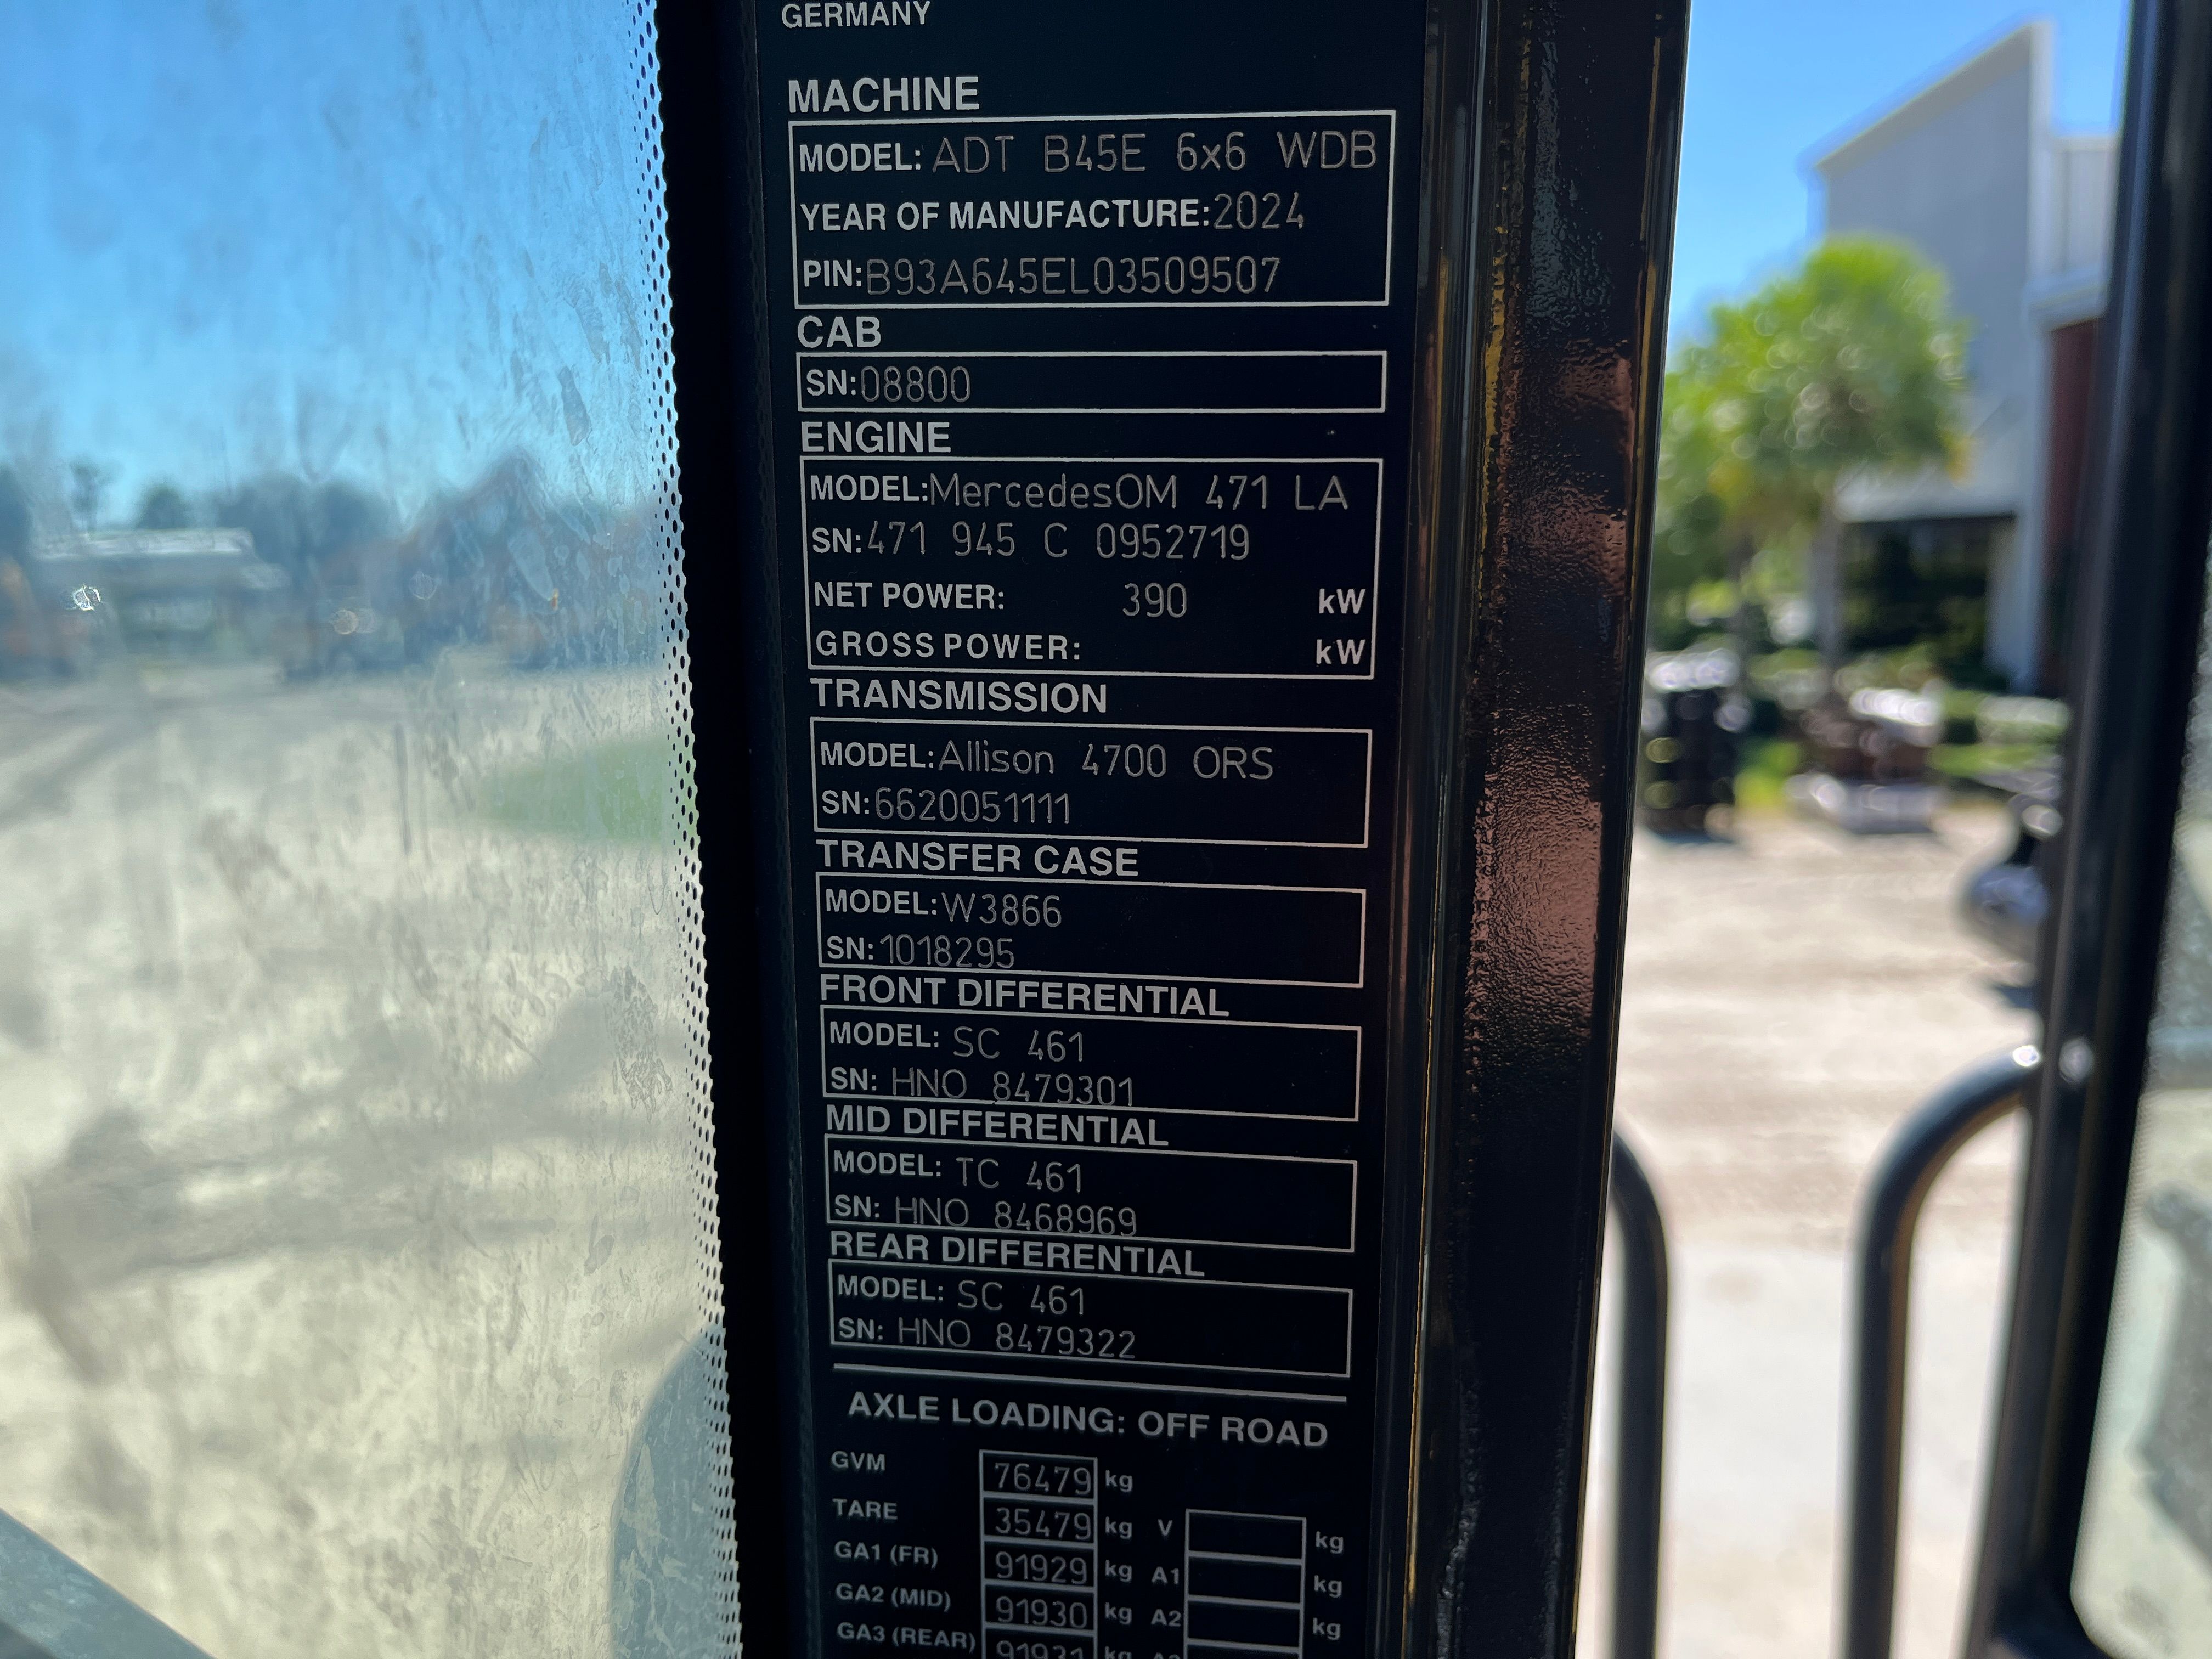 GERMANY
MACHINE
MODEL: ADT B45E 6x6 WDB
YEAR OF MANUFACTURE: 2024
PIN: B93A645EL03509507
CAB
SN: 08800
ENGINE
MODEL: MercedesOM 471 LA
SN: 471 945 C 0952719
NET POWER: 390 kW
GROSS POWER: kW
TRANSMISSION
MODEL: Allison 4700 ORS
SN: 6620051111
TRANSFER CASE
MODEL: W3866
SN: 1018295
FRONT DIFFERENTIAL
MODEL: SC 461
SN: HNO 8479301
MID DIFFERENTIAL
MODEL: TC 461
SN: HNO 8468969
REAR DIFFERENTIAL
MODEL: SC 461
SN: HNO 8479322
AXLE LOADING: OFF ROAD
GVM 76479 kg
TARE 35479 kg V kg
GA1 (FR) 91929 kg A1 kg
GA2 (MID) 91930 kg A2 kg
GA3 (REAR) 91931 kg